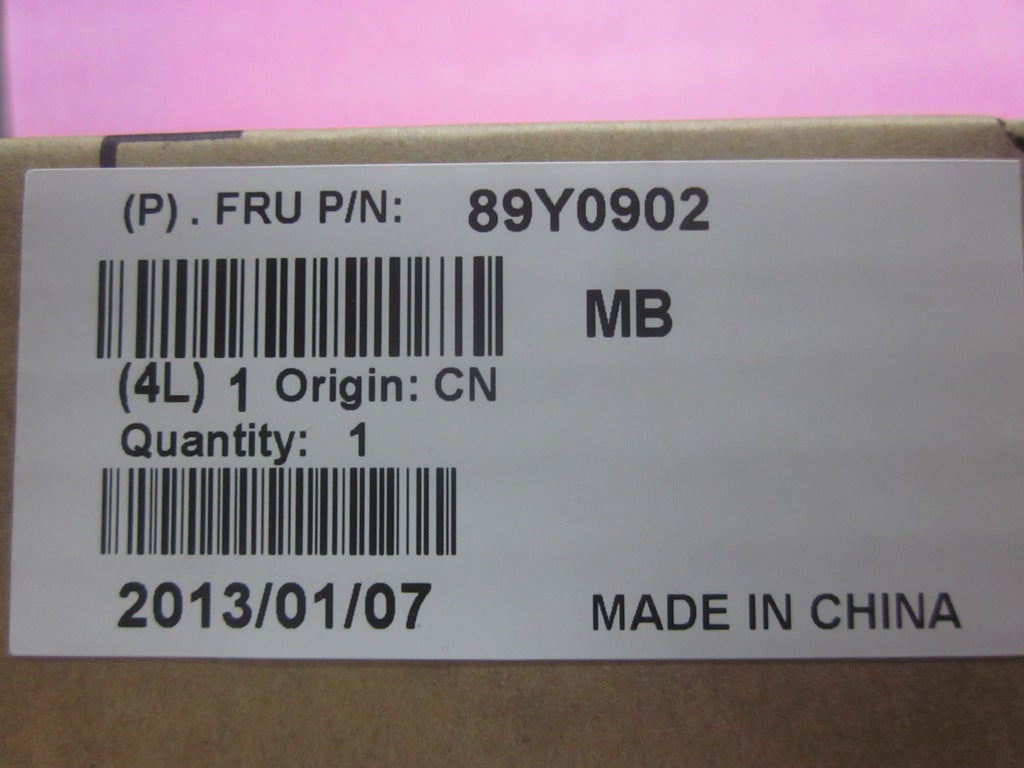 (P) . FRU P/N: 89Y0902
MB
(4L) 1 Origin: CN
Quantity: 1
2013/01/07
MADE IN CHINA